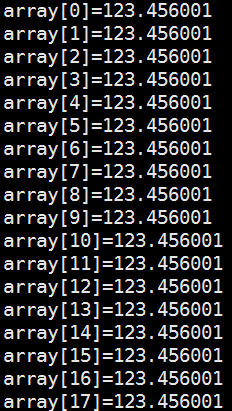 array[0]=123.456001
array[1]=123.456001
array[2]=123.456001
array[3]=123.456001
array[4]=123.456001
array[5]=123.456001
array[6]=123.456001
array[7]=123.456001
array[8]=123.456001
array[9]=123.456001
array[10]=123.456001
array[11]=123.456001
array[12]=123.456001
array[13]=123.456001
array[14]=123.456001
array[15]=123.456001
array[16]=123.456001
array[17]=123.456001